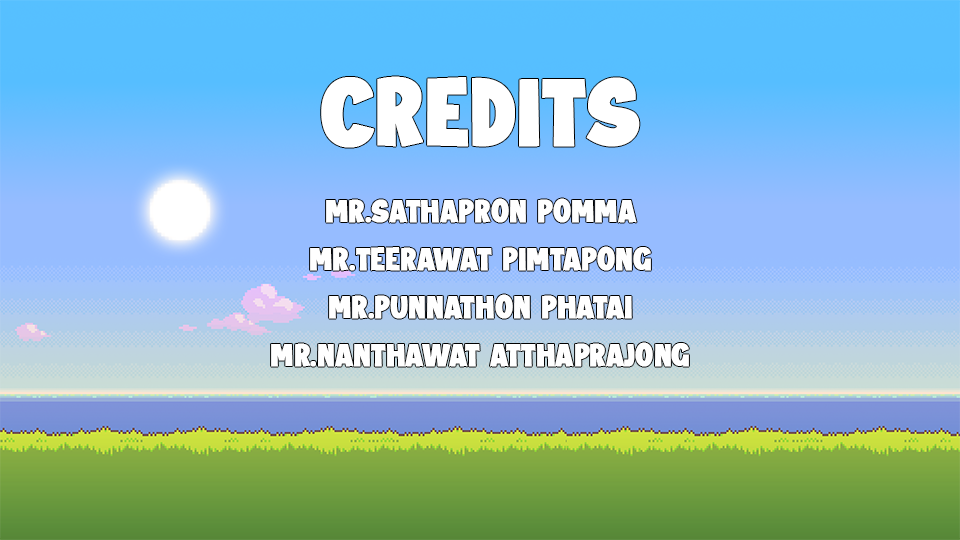 CREDITS
MR.SATHAPRON POMMA
MR.TEERAWAT PIMTAPONG
MR.PUNNATHON PHATAI
MR.NANTHAWAT ATTHAPRAJONG